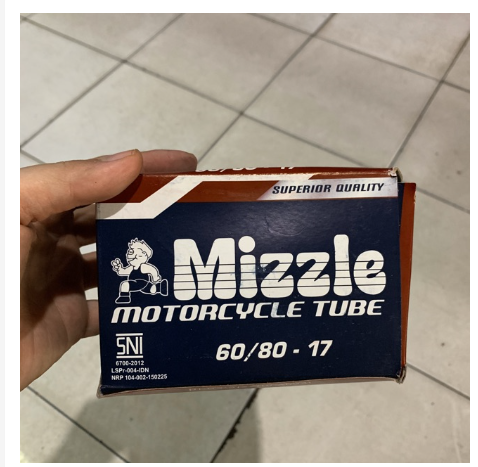 SUPERIOR QUALITY
Mizzle
MOTORCYCLE TUBE
SNI
6700-2012
LSPr-004-IDN
NRP 104-002-150225
60/80 - 17